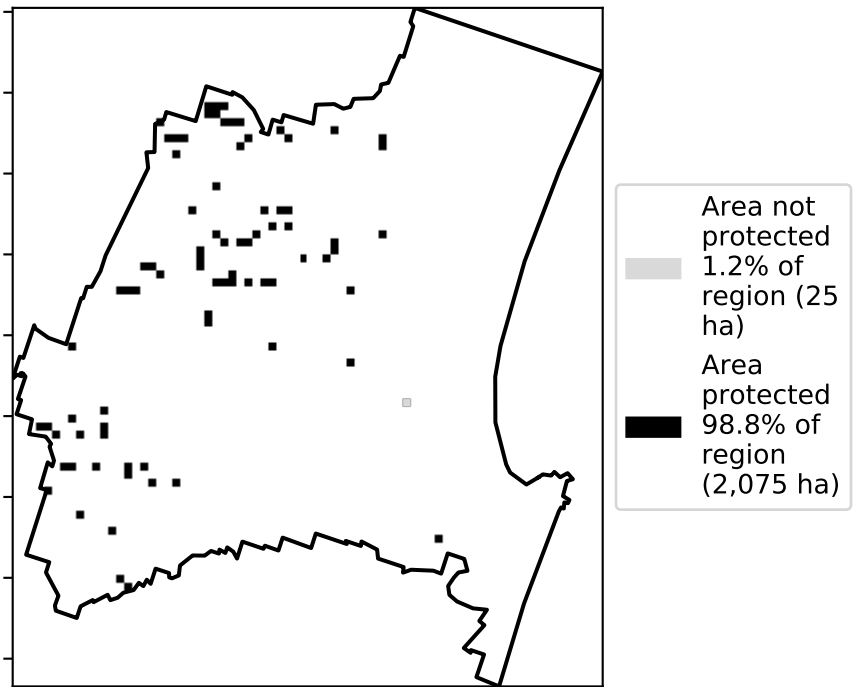 Area not
protected
1.2% of
region (25
ha)
Area
protected
98.8% of
region
(2,075 ha)